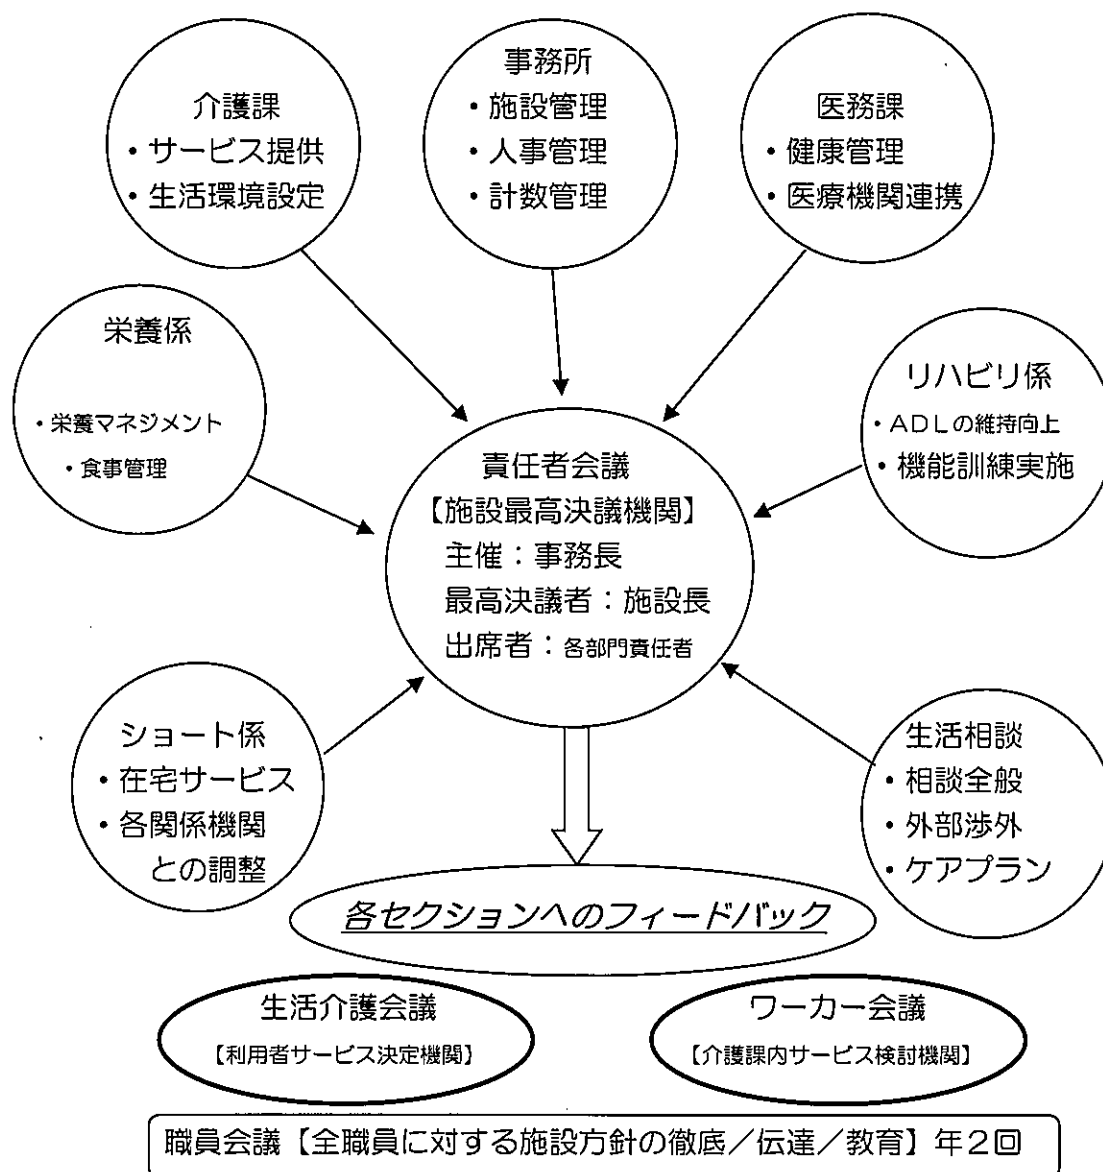 事務所
・施設管理
・人事管理
・計数管理
介護課
・サービス提供
・生活環境設定
医務課
・健康管理
・医療機関連携
栄養係
・栄養マネジメント
・食事管理
リハビリ係
・ADLの維持向上
・機能訓練実施
責任者会議
【施設最高決議機関】
主催：事務長
最高決議者：施設長
出席者：各部門責任者
ショート係
・在宅サービス
・各関係機関
との調整
生活相談
・相談全般
・外部渉外
・ケアプラン
各セクションへのフィードバック
生活介護会議
【利用者サービス決定機関】
ワーカー会議
【介護課内サービス検討機関】
職員会議【全職員に対する施設方針の徹底／伝達／教育】年2回